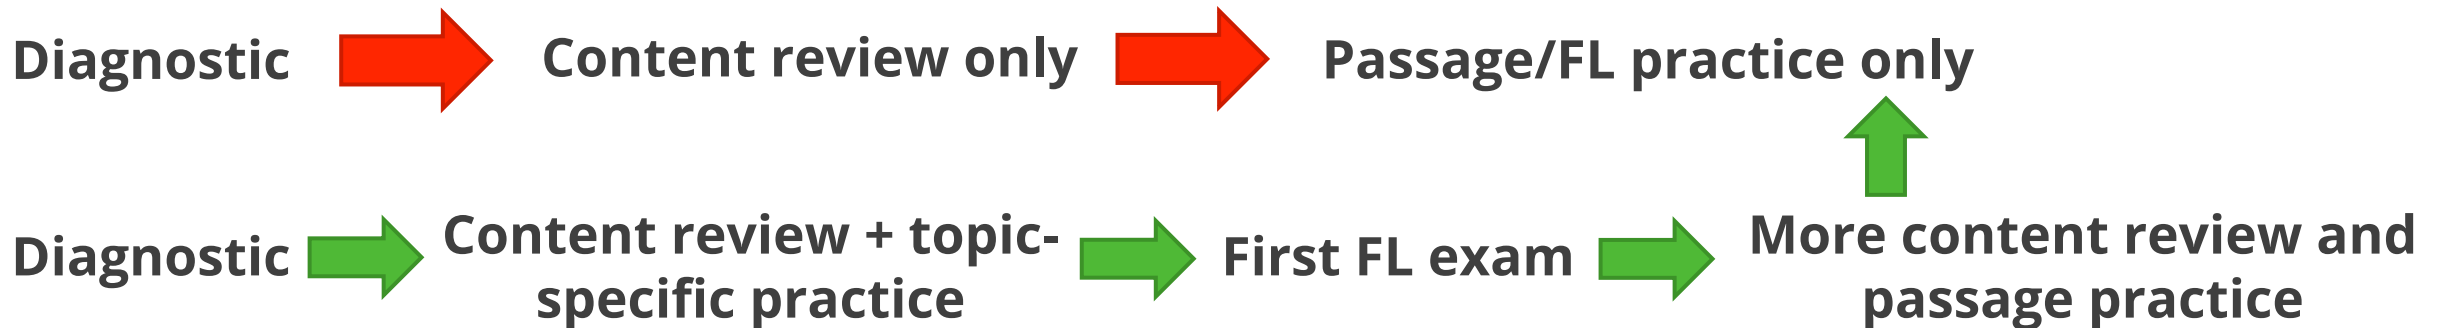 Diagnostic
Content review only
Passage/FL practice only
Diagnostic
Content review + topic-
specific practice
First FL exam
More content review and
passage practice